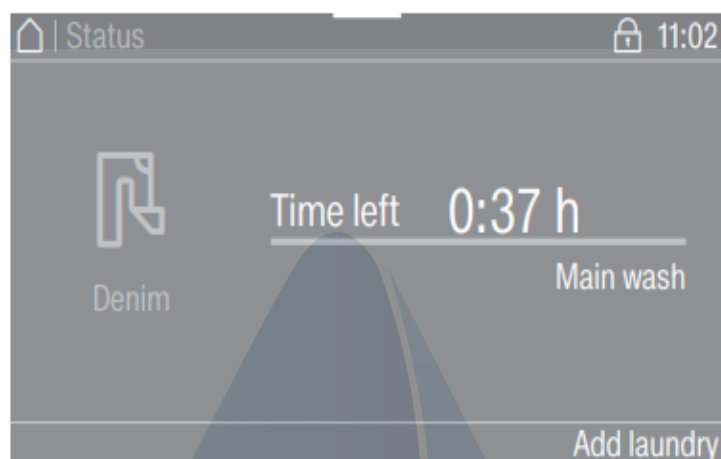 | Status 11:02
Time left 0:37 h
Main wash
Denim
Add laundry